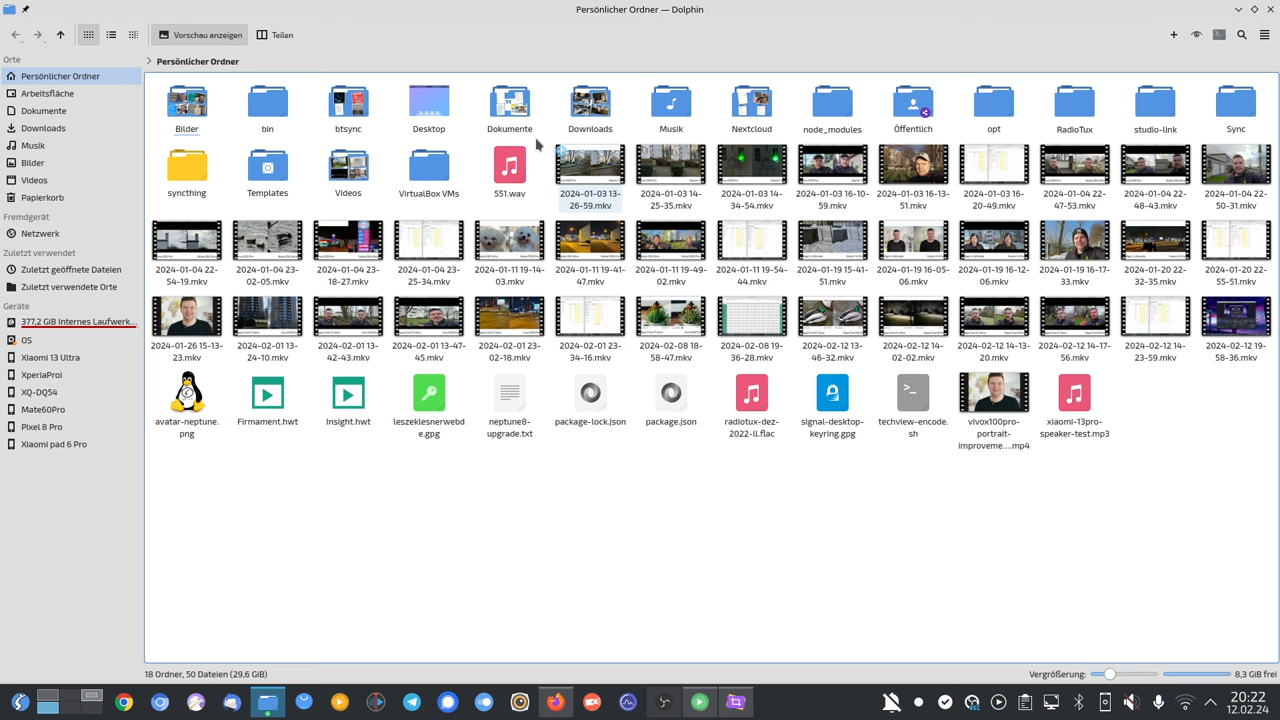 Persönlicher Ordner — Dolphin
Vorschau anzeigen
Teilen
Orte
Persönlicher Ordner
Arbeitsfläche
Dokumente
Downloads
Musik
Bilder
Videos
Papierkorb
Fremdgerät
Netzwerk
Zuletzt verwendet
Zuletzt geöffnete Dateien
Zuletzt verwendete Orte
Geräte
377,2 GIB Internes Laufwerk...
OS
Xiaomi 13 Ultra
XperiaProi
XQ-DQ54
Mate60Pro
Pixel 8 Pro
Xiaomi pad 6 Pro
Persönlicher Ordner
Bilder
bin
btsync
Desktop
Dokumente
Downloads
Musik
Nextcloud
node_modules
Öffentlich
opt
RadioTux
studio-link
Sync
syncthing
Templates
Videos
VirtualBox VMs
551.wav
2024-01-03 13-
26-59.mkv
2024-01-03 14-
25-35.mkv
2024-01-03 14-
34-54.mkv
2024-01-03 16-10-
59.mkv
2024-01-03 16-13-
51.mkv
2024-01-03 16-
20-49.mkv
2024-01-04 22-
47-53.mkv
2024-01-04 22-
48-43.mkv
2024-01-04 22-
50-31.mkv
2024-01-04 22-
54-19.mkv
2024-01-04 23-
02-05.mkv
2024-01-04 23-
18-27.mkv
2024-01-04 23-
25-34.mkv
2024-01-11 19-14-
03.mkv
2024-01-11 19-41-
47.mkv
2024-01-11 19-49-
02.mkv
2024-01-11 19-54-
44.mkv
2024-01-19 15-41-
51.mkv
2024-01-19 16-05-
06.mkv
2024-01-19 16-12-
06.mkv
2024-01-19 16-17-
33.mkv
2024-01-20 22-
32-35.mkv
2024-01-20 22-
55-51.mkv
2024-01-26 15-13-
23.mkv
2024-02-01 13-
24-10.mkv
2024-02-01 13-
42-43.mkv
2024-02-01 13-47-
45.mkv
2024-02-01 23-
02-18.mkv
2024-02-01 23-
34-16.mkv
2024-02-08 18-
58-47.mkv
2024-02-08 19-
36-28.mkv
2024-02-12 13-
46-32.mkv
2024-02-12 14-
02-02.mkv
2024-02-12 14-13-
20.mkv
2024-02-12 14-17-
56.mkv
2024-02-12 14-
23-59.mkv
2024-02-12 19-
58-36.mkv
avatar-neptune.
png
Firmament.hwt
Insight.hwt
leszeklesnerwebd
e.gpg
neptune8-
upgrade.txt
package-lock.json
package.json
radiotux-dez-
2022-ll.flac
signal-desktop-
keyring.gpg
techview-encode.
sh
vivox100pro-
portrait-
improveme....mp4
xiaomi-13pro-
speaker-test.mp3
18 Ordner, 50 Dateien (29,6 GiB)
Vergrößerung:
8,3 GiB frei
20:22
12.02.24